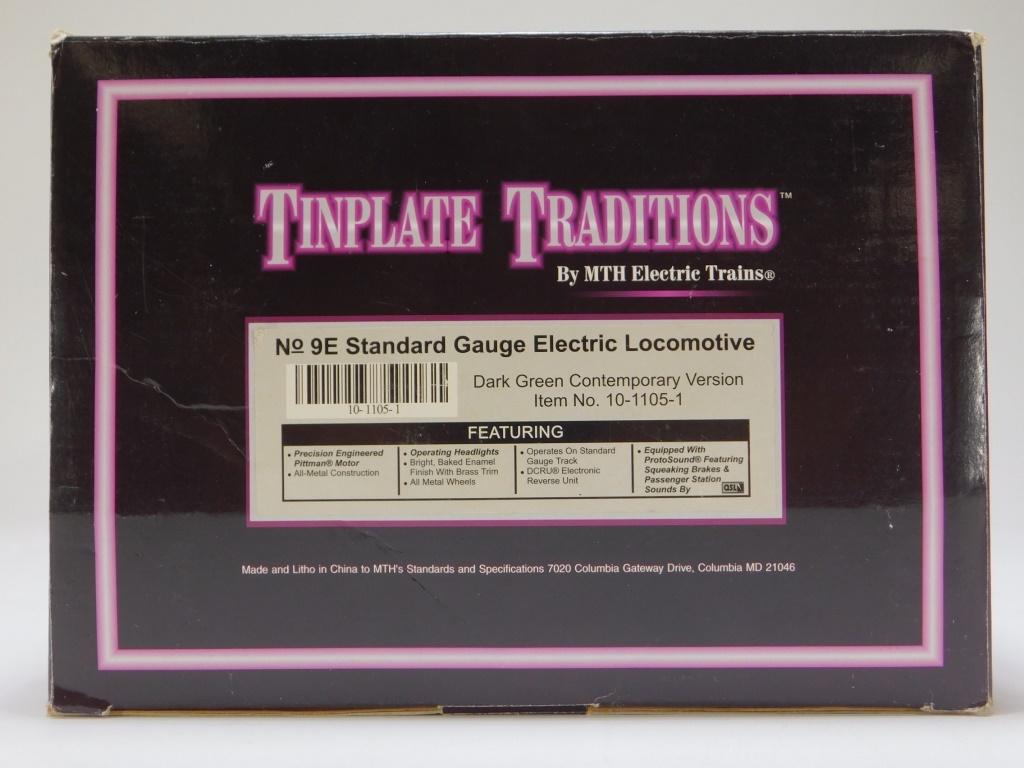 TINPLATE TRADITIONS™
By MTH Electric Trains®
Nº 9E Standard Gauge Electric Locomotive
10-1105-1
Dark Green Contemporary Version
Item No. 10-1105-1
FEATURING
• Precision Engineered
Pittman® Motor
• All-Metal Construction
• Operating Headlights
• Bright, Baked Enamel
Finish With Brass Trim
• All Metal Wheels
• Operates On Standard
Gauge Track
• DCRU® Electronic
Reverse Unit
• Equipped With
ProtoSound® Featuring
Squeaking Brakes &
Passenger Station
Sounds By QSI
Made and Litho in China to MTH's Standards and Specifications 7020 Columbia Gateway Drive, Columbia MD 21046